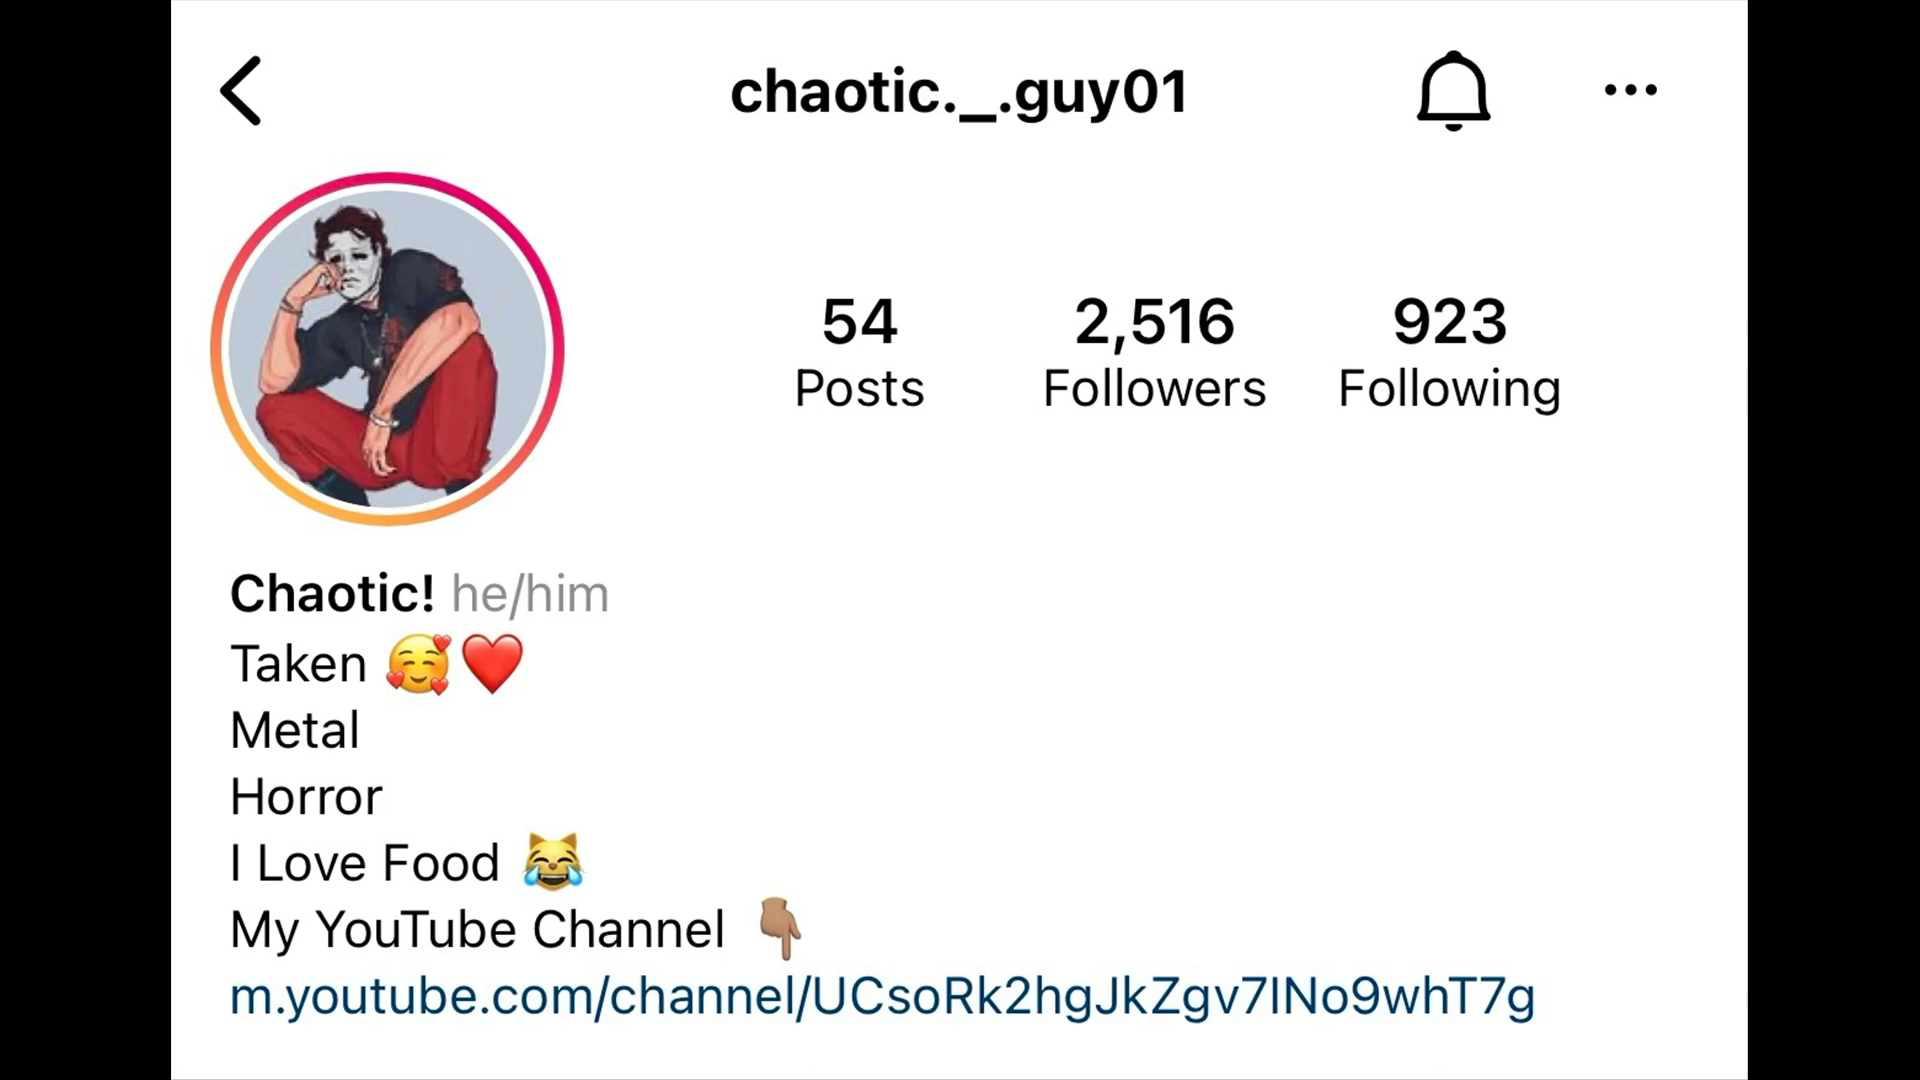 chaotic._.guy01
54 2,516 923
Posts Followers Following
Chaotic! he/him
Taken 🥰❤️
Metal
Horror
I Love Food 😹
My YouTube Channel 👇🏽
m.youtube.com/channel/UCsoRk2hgJkZgv7INo9whT7g